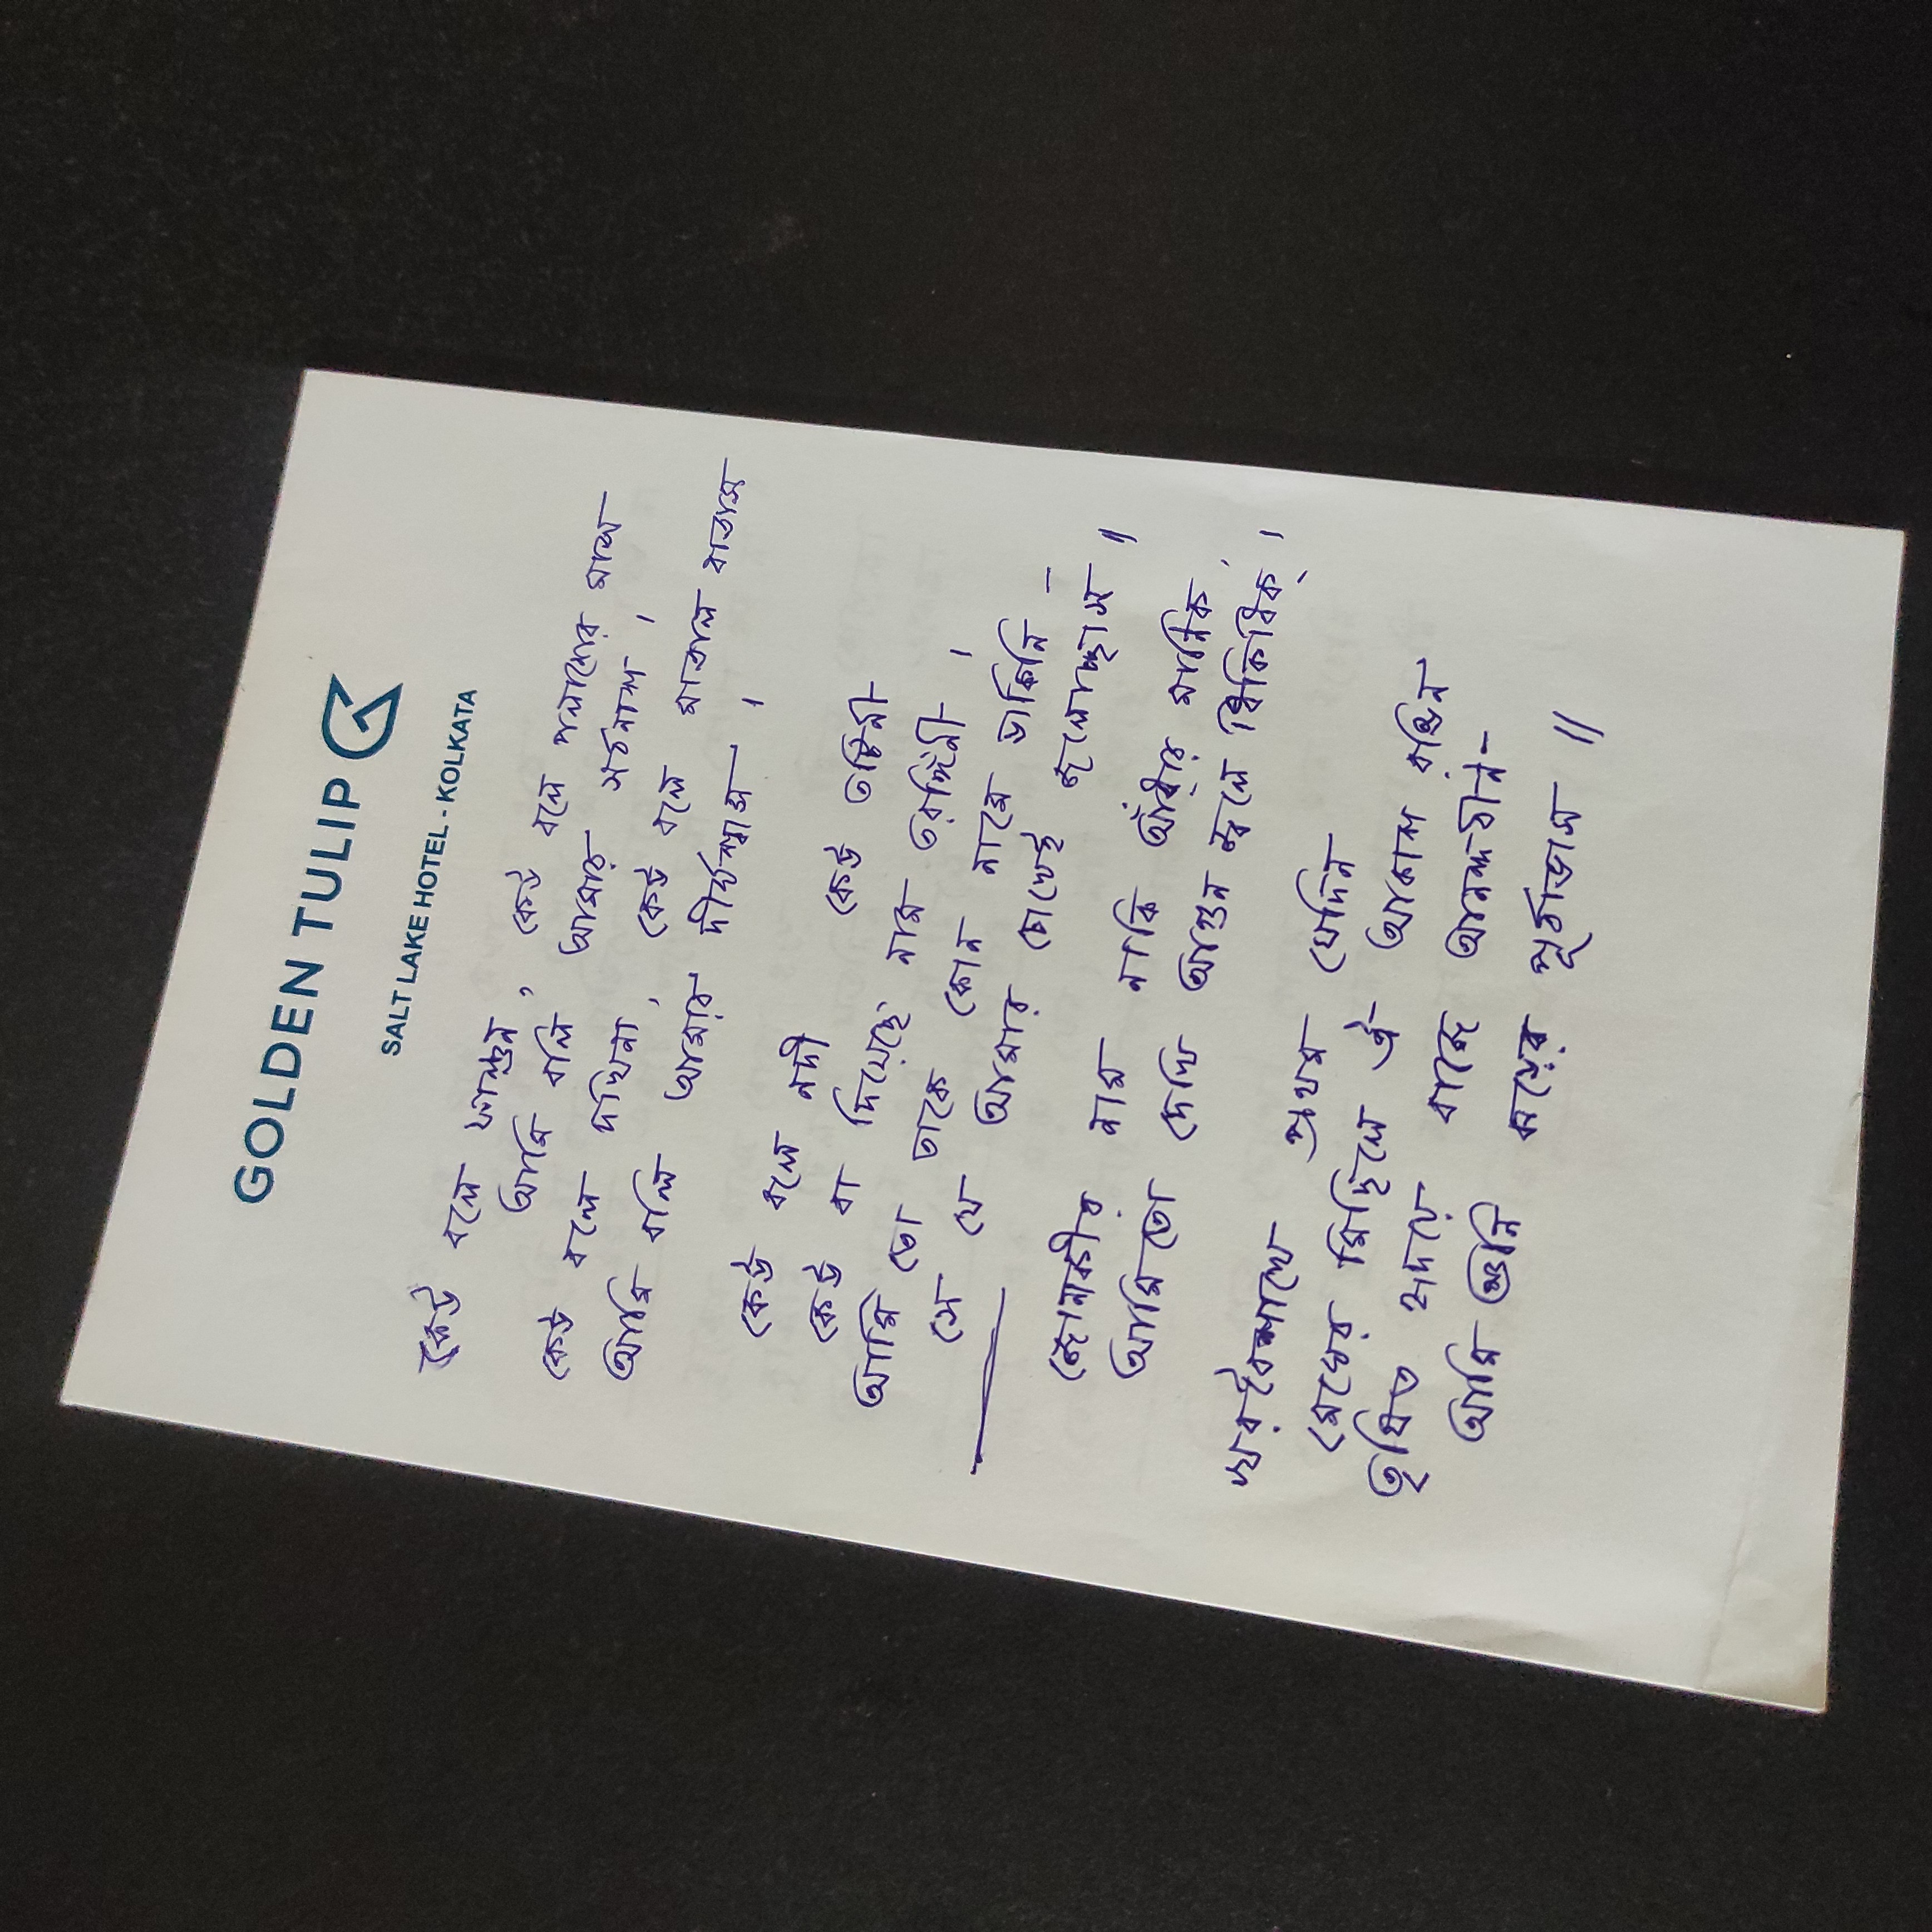 GOLDEN TULIP
SALT LAKE HOTEL - KOLKATA
কেউ বলে ফাল্গুন, কেউ বলে পলাশের মাস
আমি বলি আমার সর্বনাশ ।
কেউ বলে দখিনা, কেউ বলে মাতাল বাতাস
আমি বলি আমার দীর্ঘশ্বাস ।
কেউ বলে নদী কেউ তটিনী
কেউ বা দিয়েছে নাম তরঙ্গিনী ।
আমি তো তাকে কোন নামে ডাকিনি –
সে যে আমার চোখেই জলোচ্ছাস ॥
জোনাকীর নাম নাকি আঁধার মানিক,
আমিতো দেখি আগুন জ্বলে ধিকিধিক্ ।
খরবৈশাখে প্রথম যেদিন
মেঘের মিছিলে ঐ আকাশ রঙিন
তৃষিত হৃদয়ে বাজে আনন্দবীন –
আমি শুনি ঝড়ের পূর্বাভাস ॥